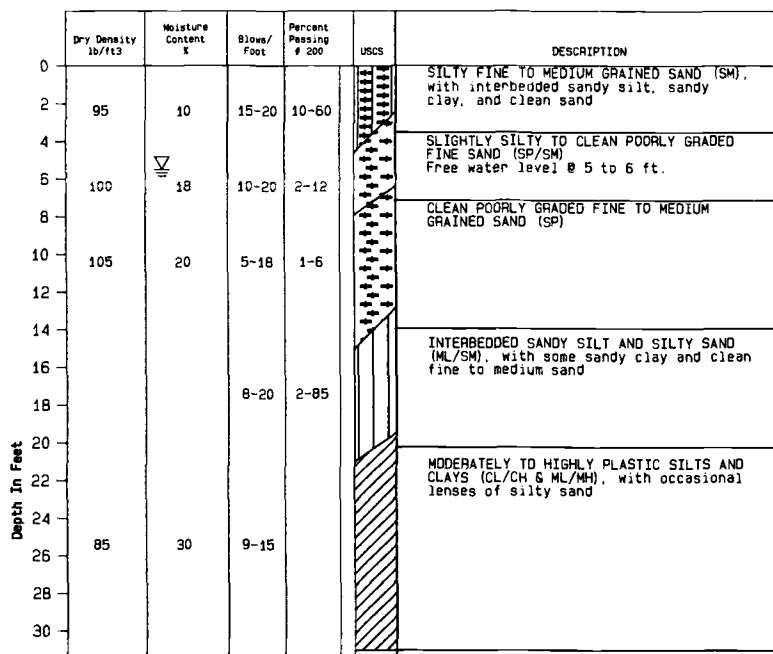 Dry Density
lb/ft3
Moisture
Content
%
Blows/
Foot
Percent
Passing
# 200
USCS
DESCRIPTION
Depth In Feet
0
2
4
6
8
10
12
14
16
18
20
22
24
26
28
30
95
10
15-20
10-60
SILTY FINE TO MEDIUM GRAINED SAND (SM),
with interbedded sandy silt, sandy
clay, and clean sand
100
18
10-20
2-12
SLIGHTLY SILTY TO CLEAN POORLY GRADED
FINE SAND (SP/SM)
Free water level @ 5 to 6 ft.
105
20
5-18
1-6
CLEAN POORLY GRADED FINE TO MEDIUM
GRAINED SAND (SP)
8-20
2-85
INTERBEDDED SANDY SILT AND SILTY SAND
(ML/SM), with some sandy clay and clean
fine to medium sand
85
30
9-15
MODERATELY TO HIGHLY PLASTIC SILTS AND
CLAYS (CL/CH & ML/MH), with occasional
lenses of silty sand